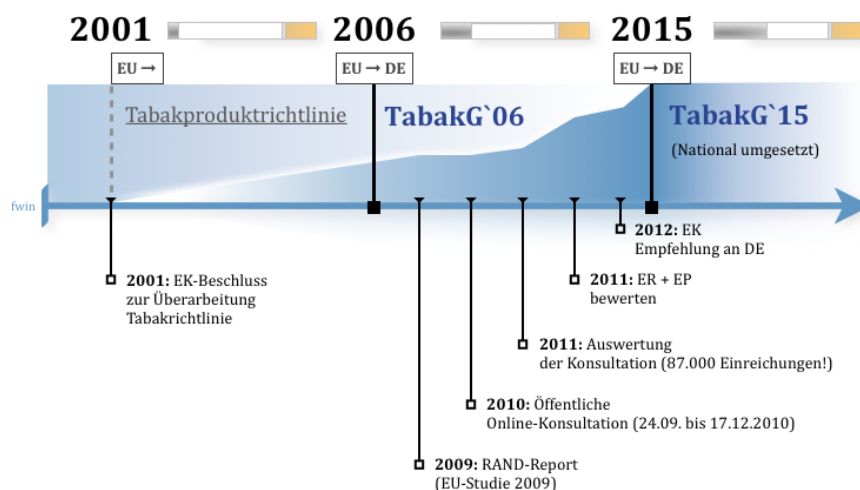 2001
2006
2015
EU →
EU → DE
EU → DE
Tabakproduktrichtlinie
TabakG`06
TabakG`15
(National umgesetzt)
fwin
2012: EK
Empfehlung an DE
2001: EK-Beschluss
zur Überarbeitung
Tabakrichtlinie
2011: ER + EP
bewerten
2011: Auswertung
der Konsultation (87.000 Einreichungen!)
2010: Öffentliche
Online-Konsultation (24.09. bis 17.12.2010)
2009: RAND-Report
(EU-Studie 2009)